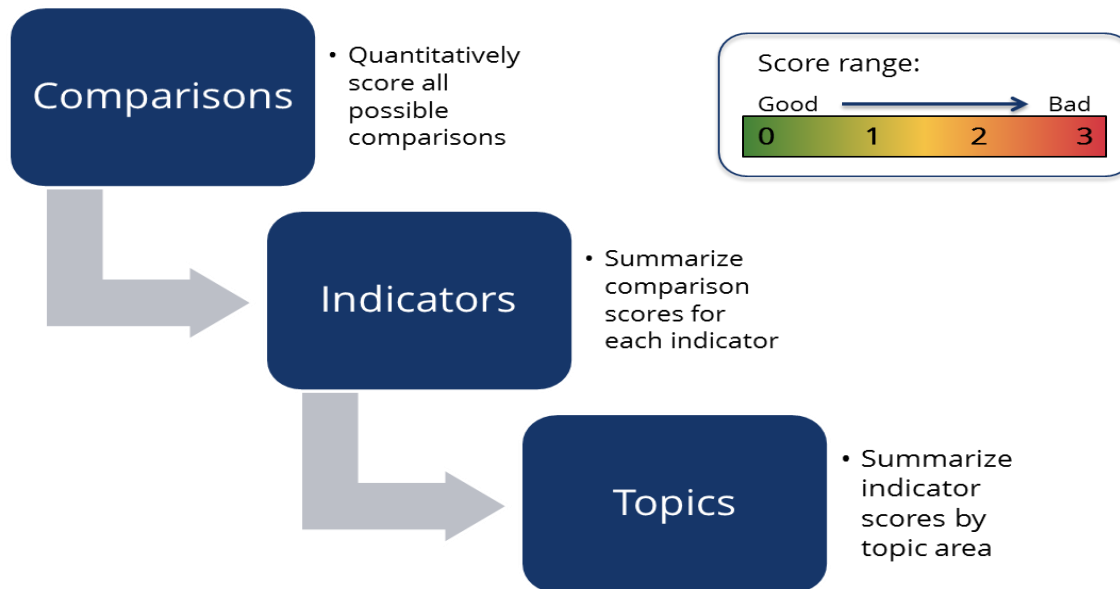 Comparisons
• Quantitatively
score all
possible
comparisons
Score range:
Good Bad
0 1 2 3
Indicators
• Summarize
comparison
scores for
each indicator
Topics
• Summarize
indicator
scores by
topic area